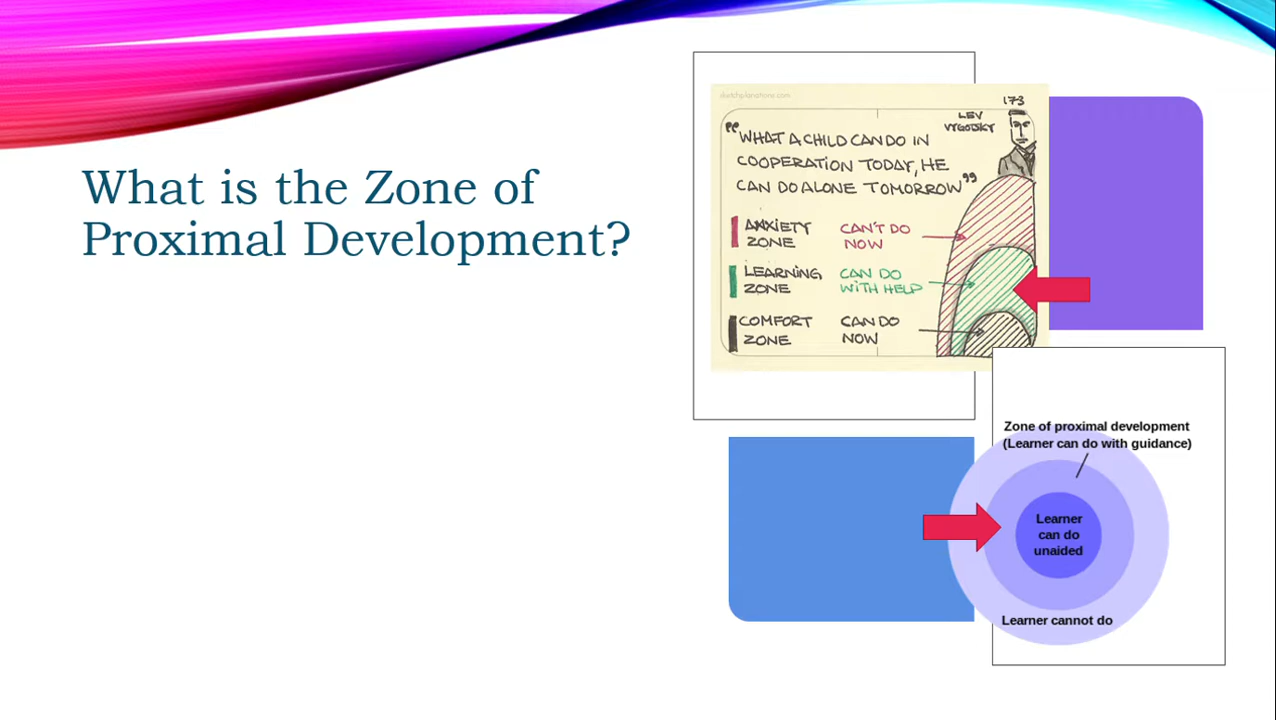 What is the Zone of
Proximal Development?
sketchplanations.com
173
LEV
VYGOTSKY
"WHAT A CHILD CAN DO IN
COOPERATION TODAY, HE
CAN DO ALONE TOMORROW"
ANXIETY
ZONE
CAN'T DO
NOW
LEARNING
ZONE
CAN DO
WITH HELP
COMFORT
ZONE
CAN DO
NOW
Zone of proximal development
(Learner can do with guidance)
Learner
can do
unaided
Learner cannot do